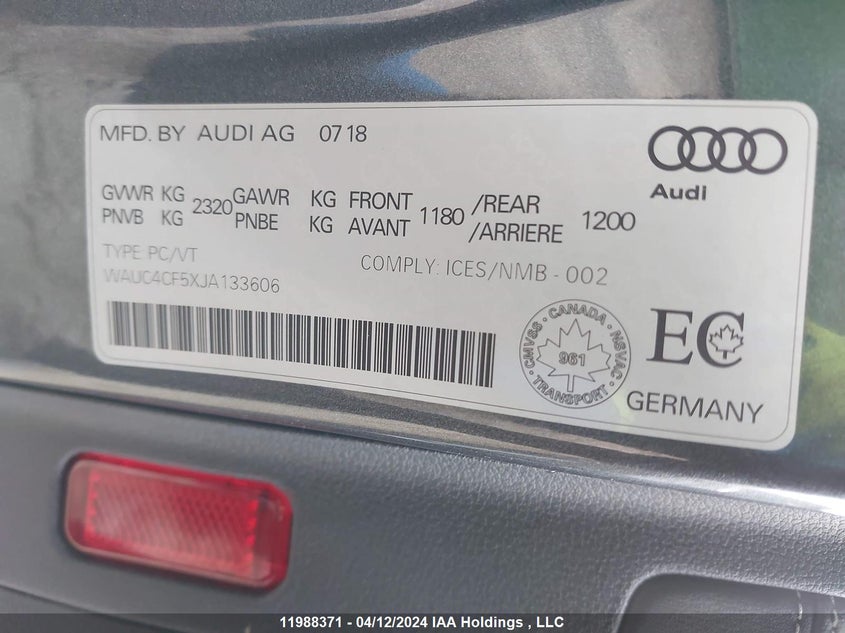 MFD. BY AUDI AG 0718
Audi
GVWR KG 2320 GAWR KG FRONT 1180 /REAR 1200
PNVB KG PNBE KG AVANT /ARRIERE
TYPE: PC/VT
WAUC4CF5XJA133606
COMPLY: ICES/NMB - 002
CANADA
CMVSS · NSVAC
961
TRANSPORT
EC
GERMANY
11988371 - 04/12/2024 IAA Holdings , LLC